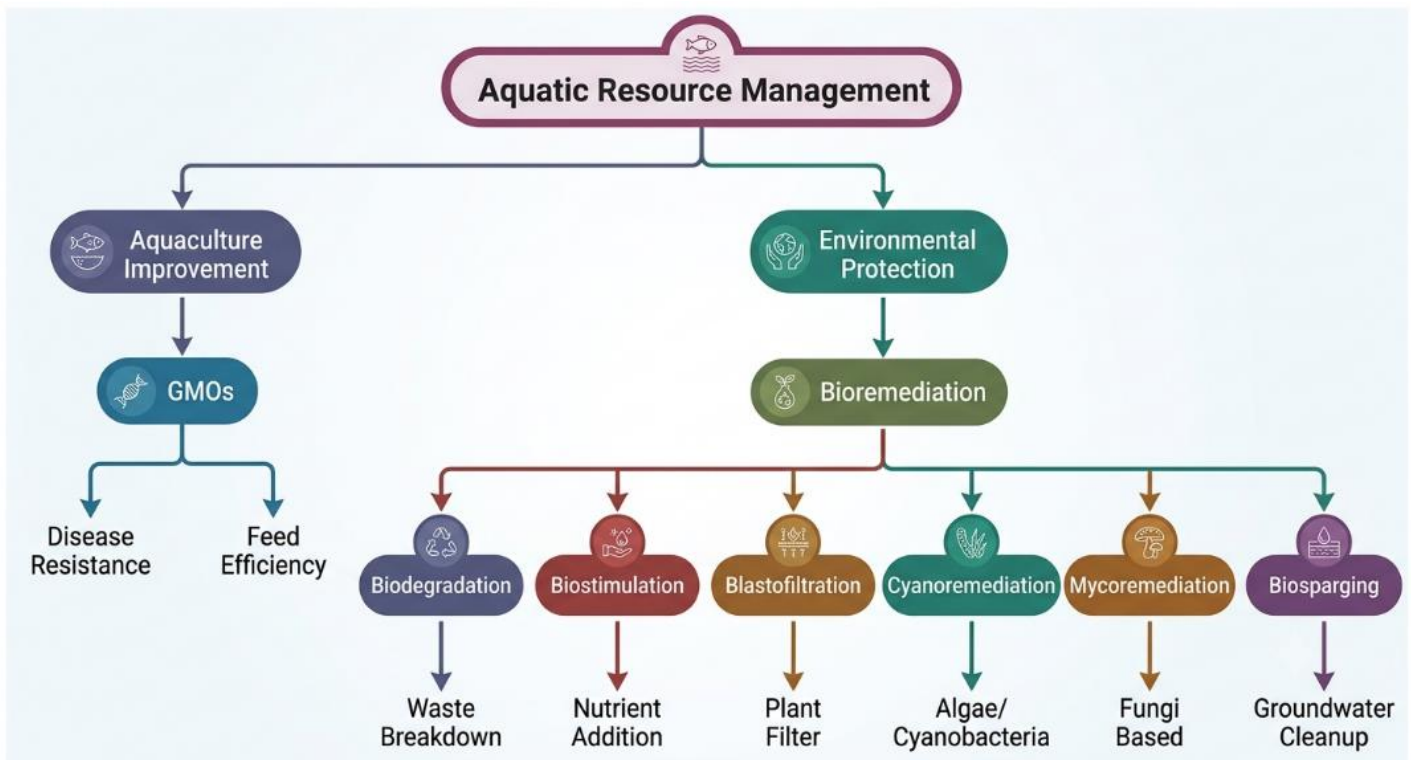 Aquatic Resource Management
Aquaculture
Improvement
Environmental
Protection
GMOs
Bioremediation
Disease
Resistance
Feed
Efficiency
Biodegradation
Biostimulation
Blastofiltration
Cyanoremediation
Mycoremediation
Biosparging
Waste
Breakdown
Nutrient
Addition
Plant
Filter
Algae/
Cyanobacteria
Fungi
Based
Groundwater
Cleanup